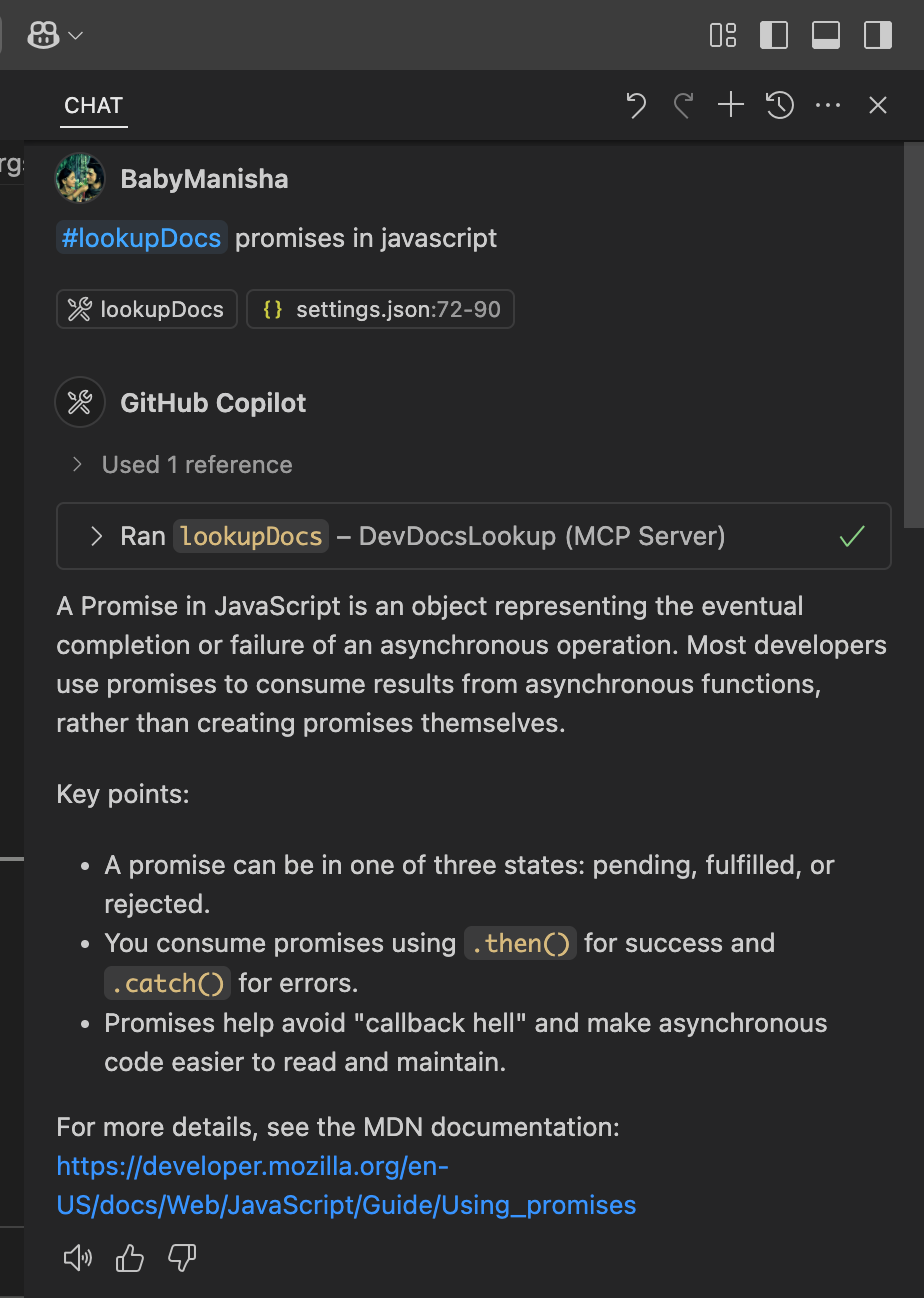 CHAT
rg
BabyManisha
#lookupDocs promises in javascript
lookupDocs {} settings.json:72-90
GitHub Copilot
Used 1 reference
Ran lookupDocs – DevDocsLookup (MCP Server)
A Promise in JavaScript is an object representing the eventual
completion or failure of an asynchronous operation. Most developers
use promises to consume results from asynchronous functions,
rather than creating promises themselves.
Key points:
• A promise can be in one of three states: pending, fulfilled, or
rejected.
• You consume promises using .then() for success and
.catch() for errors.
• Promises help avoid "callback hell" and make asynchronous
code easier to read and maintain.
For more details, see the MDN documentation:
https://developer.mozilla.org/en-
US/docs/Web/JavaScript/Guide/Using_promises